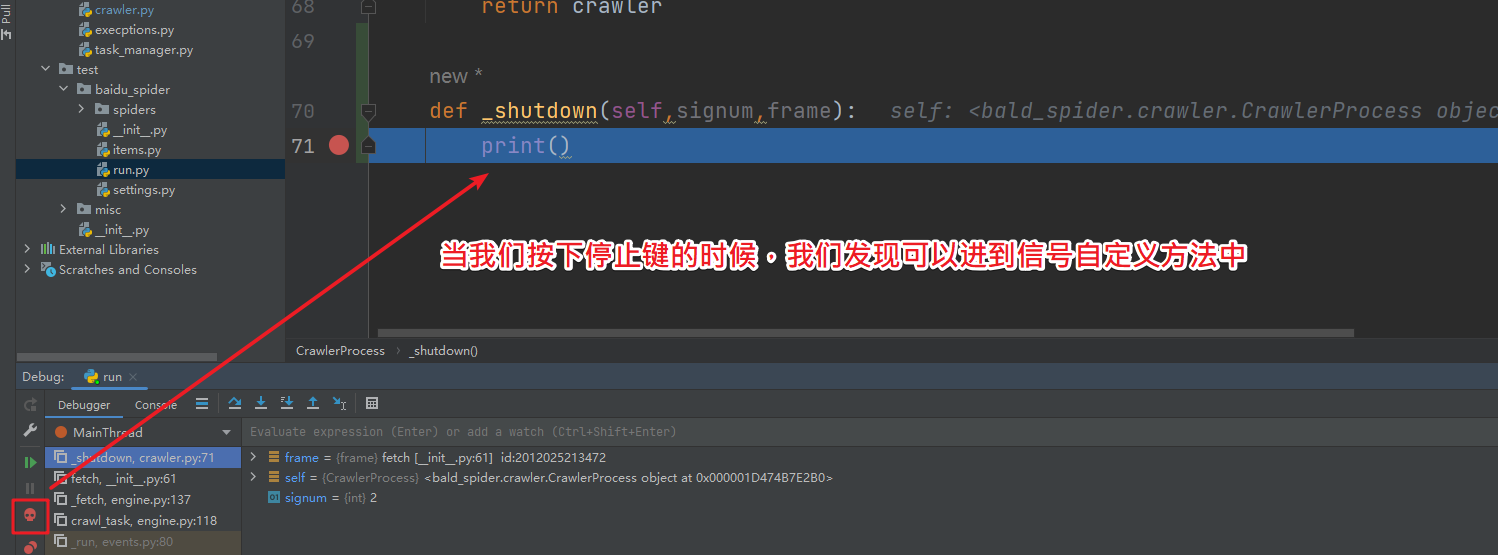 Pull
crawler.py
execptions.py
task_manager.py
test
baidu_spider
spiders
__init__.py
items.py
run.py
settings.py
misc
__init__.py
External Libraries
Scratches and Consoles
68 return crawler
69
new *
70 def _shutdown(self,signum,frame): self: <bald_spider.crawler.CrawlerProcess objec
71 print()
当我们按下停止键的时候，我们发现可以进到信号自定义方法中
CrawlerProcess › _shutdown()
Debug: run
Debugger Console
MainThread
Evaluate expression (Enter) or add a watch (Ctrl+Shift+Enter)
_shutdown, crawler.py:71
fetch, __init__.py:61
_fetch, engine.py:137
crawl_task, engine.py:118
_run, events.py:80
frame = {frame} fetch [__init__.py:61] id:2012025213472
self = {CrawlerProcess} <bald_spider.crawler.CrawlerProcess object at 0x000001D474B7E2B0>
01 signum = {int} 2